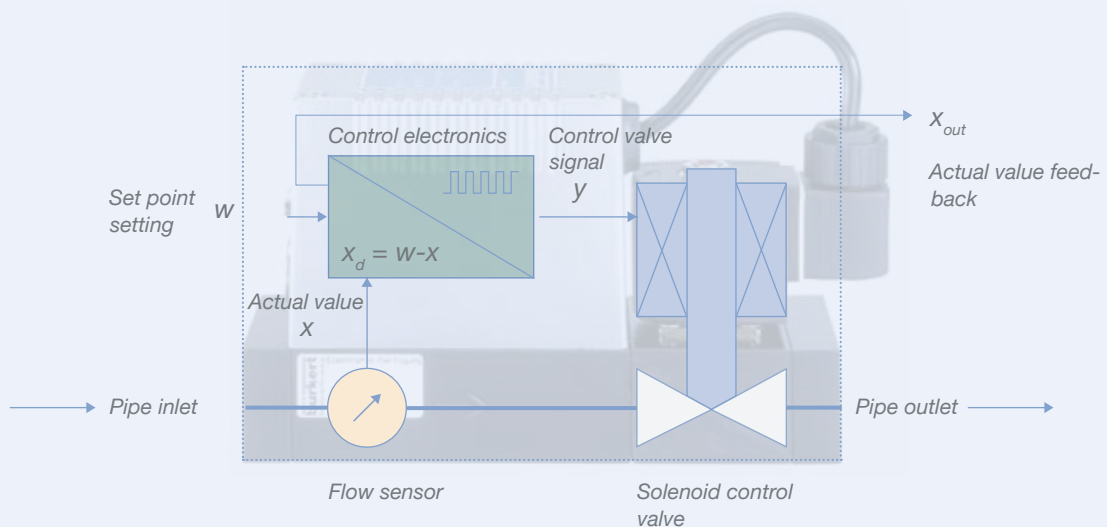 Control electronics
Control valve
signal
y
x_out
Actual value feed-
back
Set point
setting
w
x_d = w-x
Actual value
x
burkert
Pipe inlet
Pipe outlet
Flow sensor
Solenoid control
valve